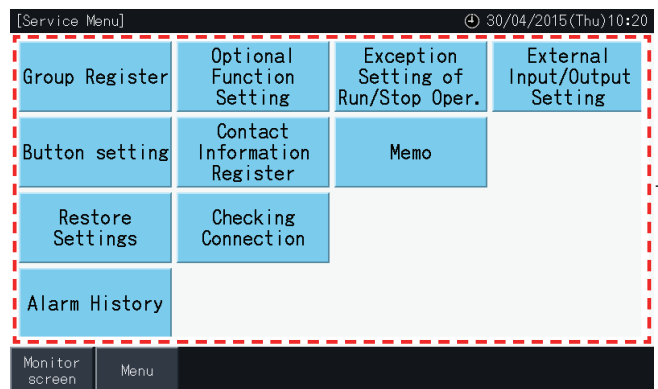 [Service Menu] 30/04/2015(Thu)10:20
Group Register
Optional
Function
Setting
Exception
Setting of
Run/Stop Oper.
External
Input/Output
Setting
Button setting
Contact
Information
Register
Memo
Restore
Settings
Checking
Connection
Alarm History
Monitor
screen
Menu